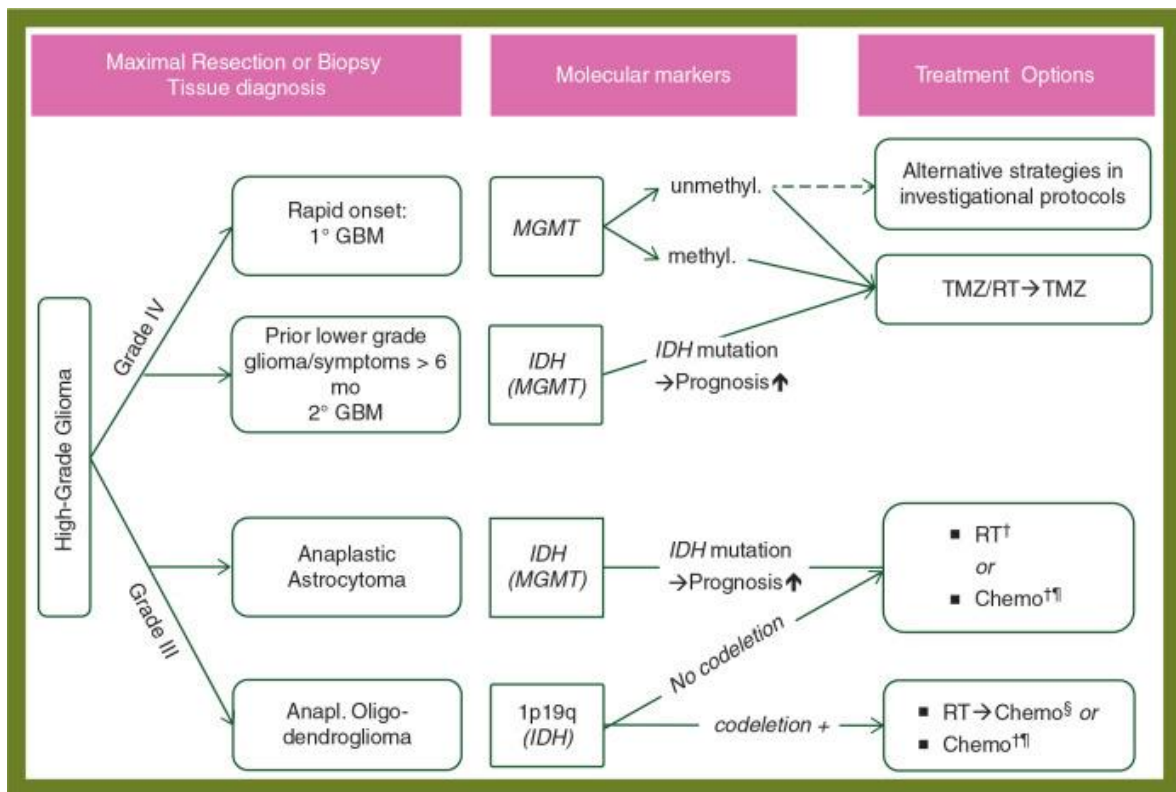 Maximal Resection or Biopsy
Tissue diagnosis
Molecular markers
Treatment Options
High-Grade Glioma
Grade IV
Rapid onset:
1° GBM
MGMT
unmethyl.
methyl.
Alternative strategies in
investigational protocols
TMZ/RT→TMZ
Prior lower grade
glioma/symptoms > 6
mo
2° GBM
IDH
(MGMT)
IDH mutation
→Prognosis↑
Grade III
Anaplastic
Astrocytoma
IDH
(MGMT)
IDH mutation
→Prognosis↑
▪ RT†
or
▪ Chemo†¶
Anapl. Oligo-
dendroglioma
1p19q
(IDH)
No codeletion
codeletion +
▪ RT→Chemo§ or
▪ Chemo†¶